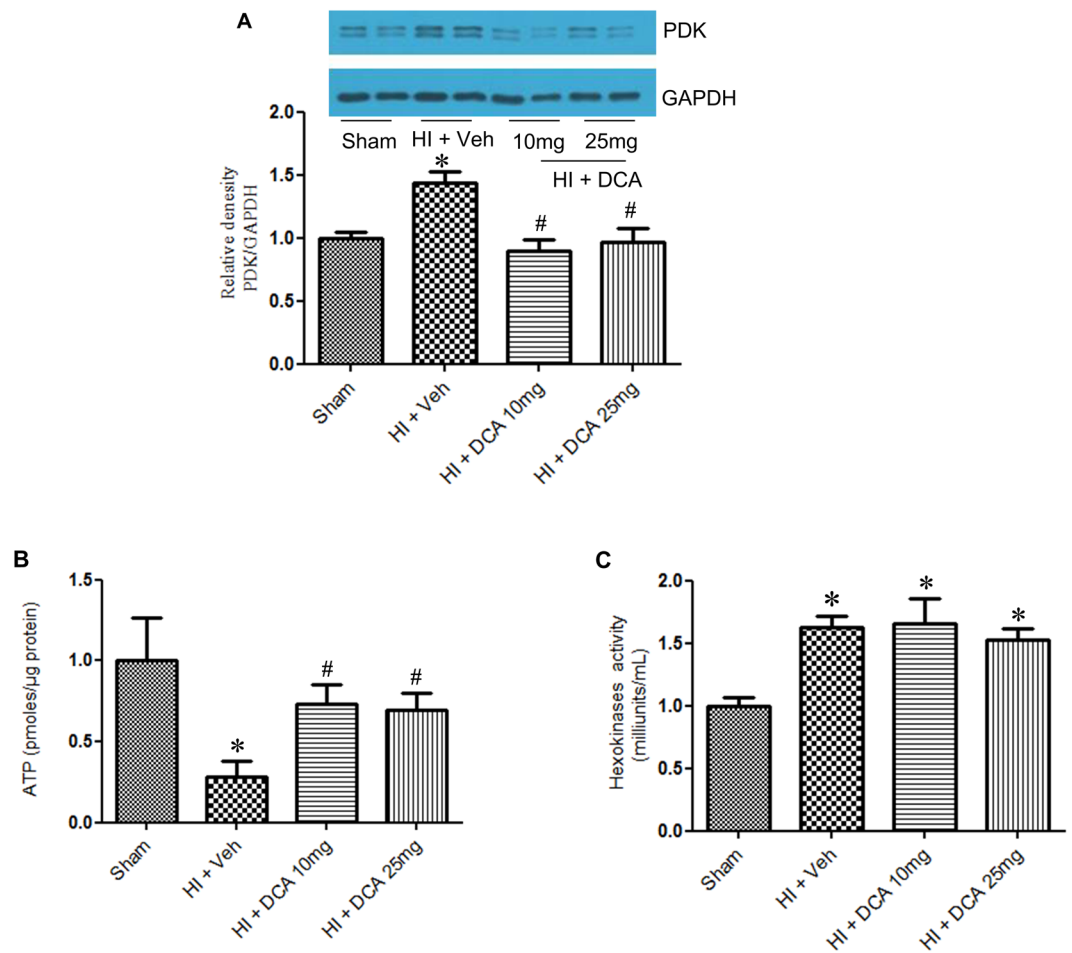 A
PDK
GAPDH
Sham
HI + Veh
10mg
25mg
HI + DCA
Relative denesity
PDK/GAPDH
2.0
1.5
1.0
0.5
0.0
*
#
#
Sham
HI + Veh
HI + DCA 10mg
HI + DCA 25mg
B
ATP (pmoles/µg protein)
1.5
1.0
0.5
0.0
*
#
#
Sham
HI + Veh
HI + DCA 10mg
HI + DCA 25mg
C
Hexokinases activity
(milliunits/mL)
2.0
1.5
1.0
0.5
0.0
*
*
*
Sham
HI + Veh
HI + DCA 10mg
HI + DCA 25mg